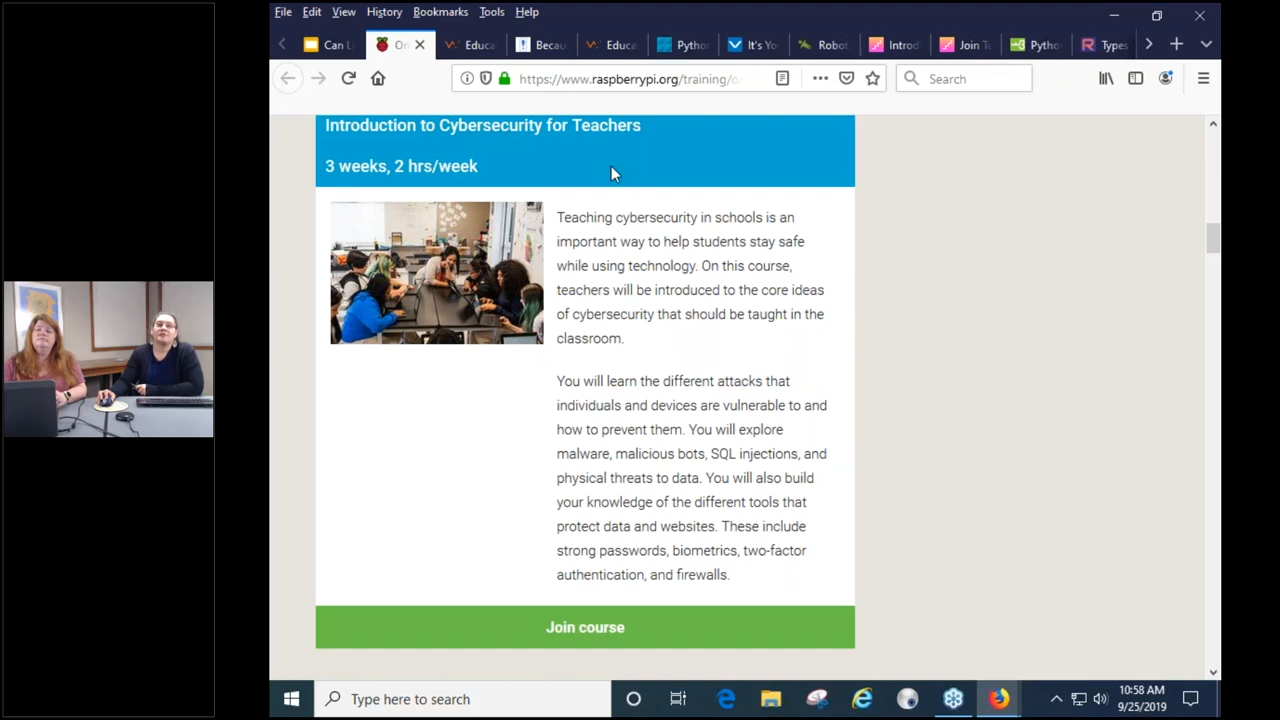 File Edit View History Bookmarks Tools Help
Can L
On
Educa
Becau
Educa
Pythor
It's Yo
Robot
Introd
Join T
Pythor
Types
https://www.raspberrypi.org/training/o
Search
Introduction to Cybersecurity for Teachers
3 weeks, 2 hrs/week
Teaching cybersecurity in schools is an
important way to help students stay safe
while using technology. On this course,
teachers will be introduced to the core ideas
of cybersecurity that should be taught in the
classroom.
You will learn the different attacks that
individuals and devices are vulnerable to and
how to prevent them. You will explore
malware, malicious bots, SQL injections, and
physical threats to data. You will also build
your knowledge of the different tools that
protect data and websites. These include
strong passwords, biometrics, two-factor
authentication, and firewalls.
Join course
Type here to search
10:58 AM
9/25/2019